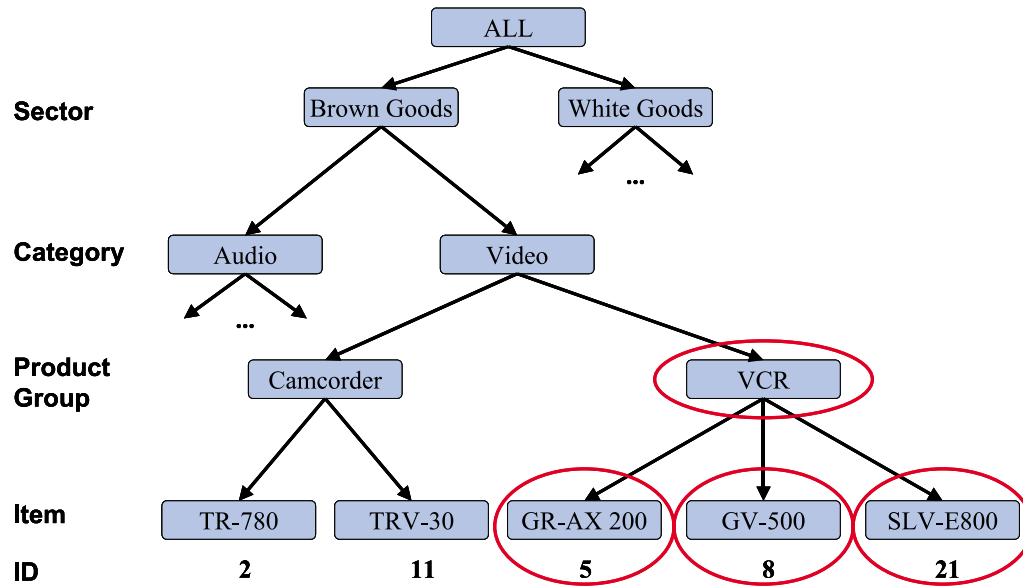 ALL
Sector
Brown Goods
White Goods
...
Category
Audio
Video
...
Product
Group
Camcorder
VCR
Item
TR-780
TRV-30
GR-AX 200
GV-500
SLV-E800
ID
2
11
5
8
21